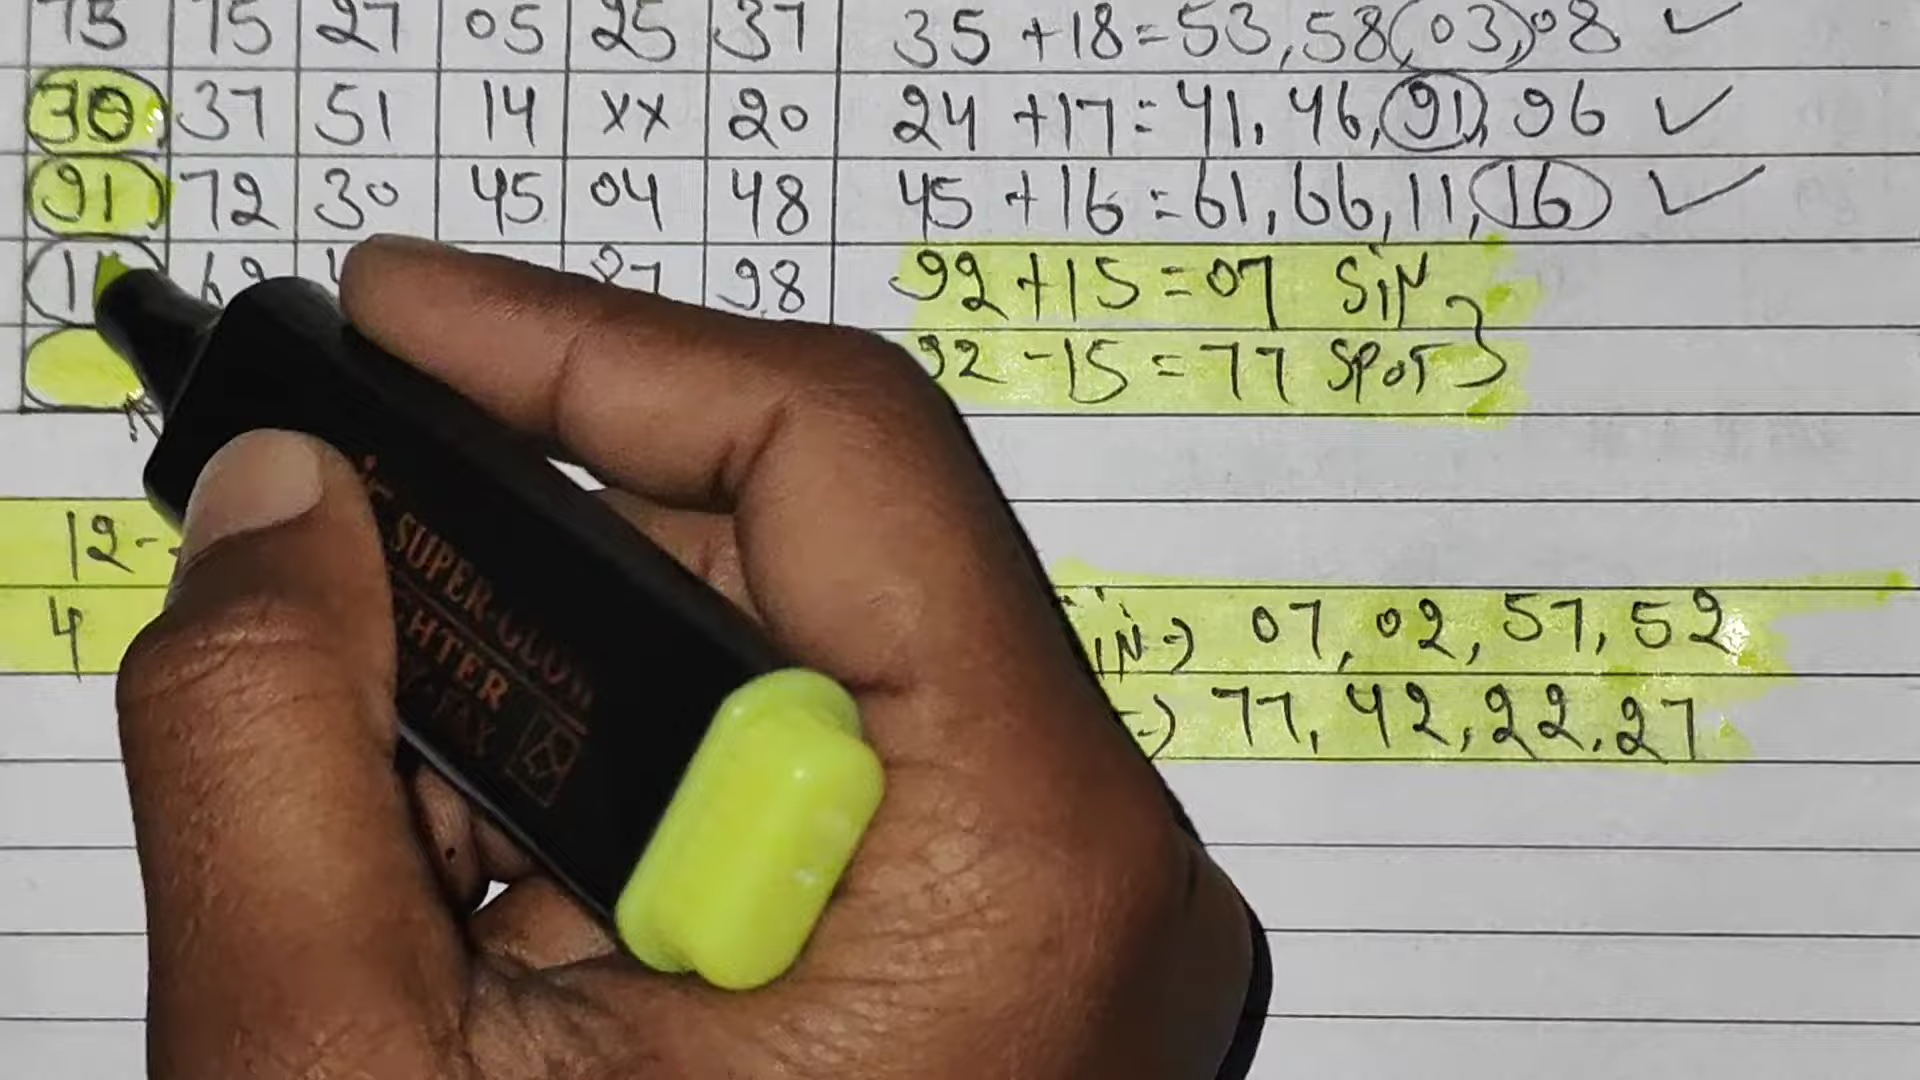 75 15 27 05 25 37 35 +18=53,58(,03),08 ✓
30 37 51 14 xx 20 24 +17=41, 46, 91, 96 ✓
91 72 30 45 04 48 45 +16=61, 66, 11, 16 ✓
98 92 +15 =07 SiN
92 -15 =77 SPOT
12-
4
SUPER-GLOW
07, 02, 57, 52
77, 42, 22, 27